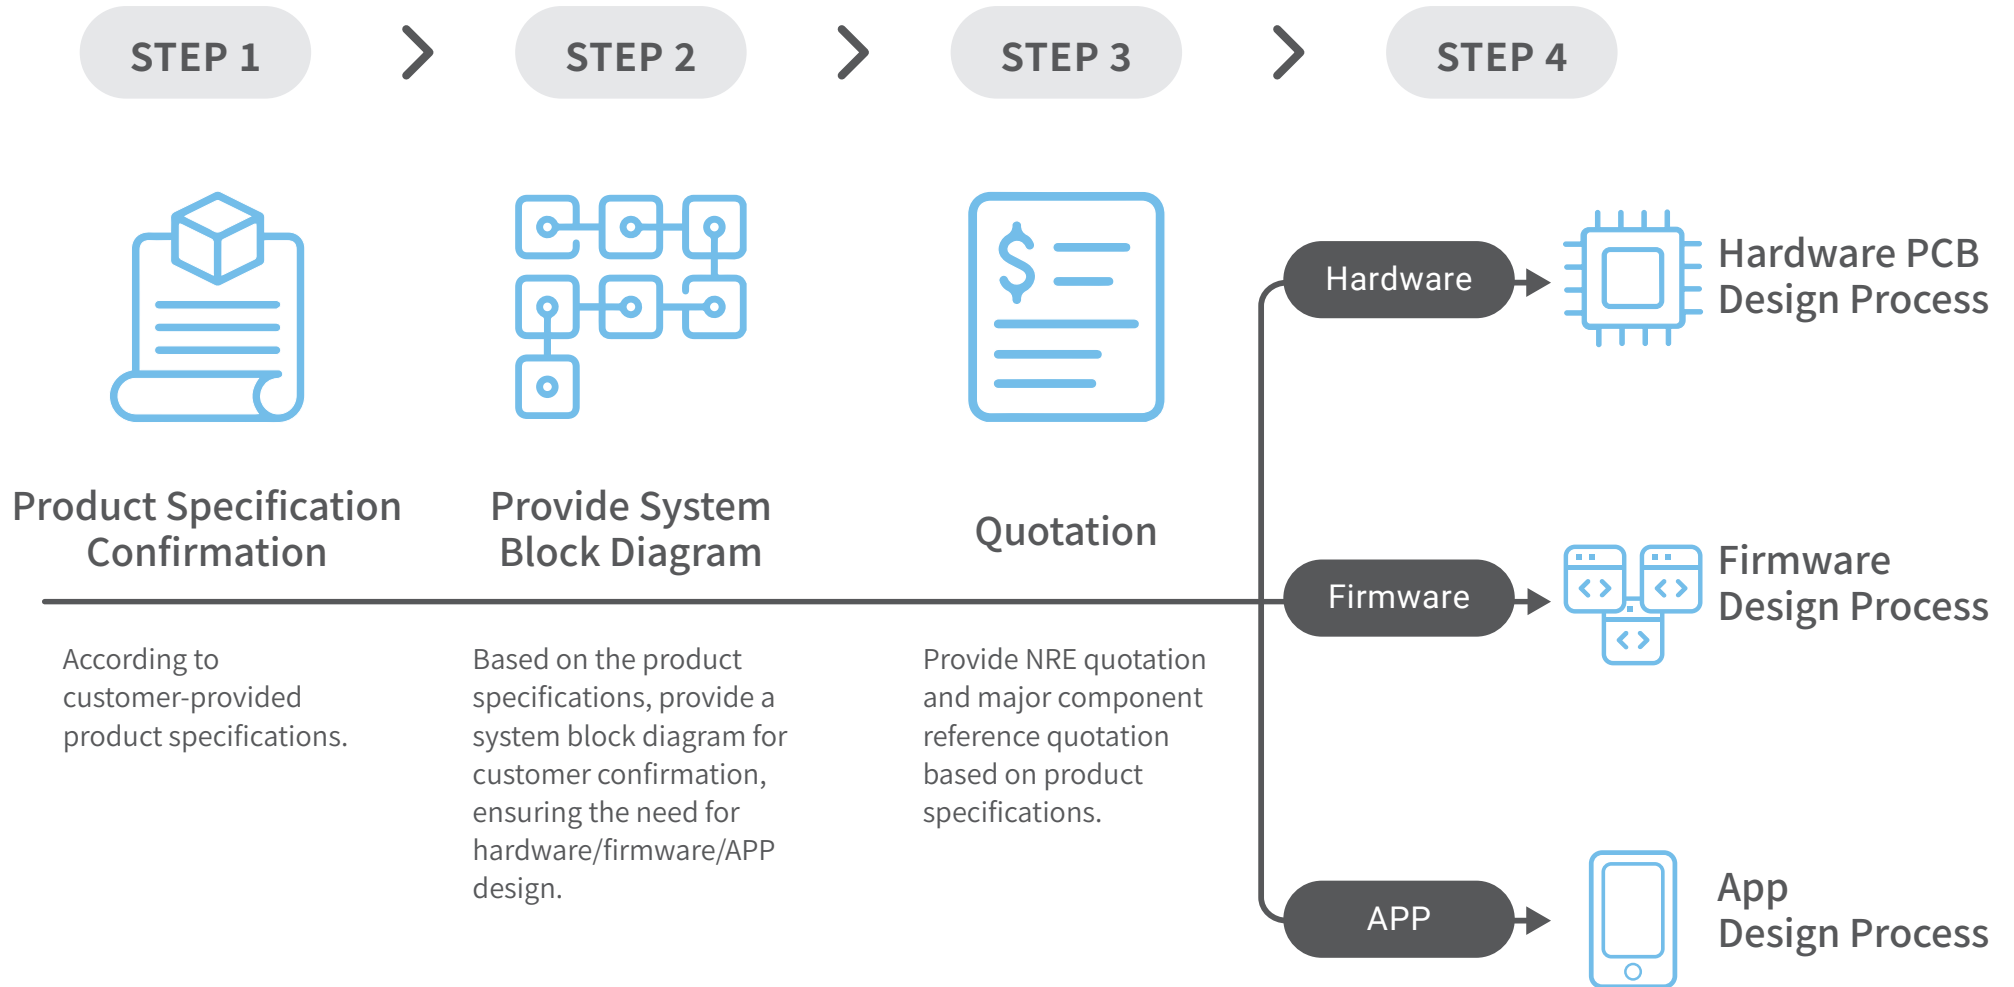 STEP 1
STEP 2
STEP 3
STEP 4
Product Specification
Confirmation
According to
customer-provided
product specifications.
Provide System
Block Diagram
Based on the product
specifications, provide a
system block diagram for
customer confirmation,
ensuring the need for
hardware/firmware/APP
design.
Quotation
Provide NRE quotation
and major component
reference quotation
based on product
specifications.
Hardware
Hardware PCB
Design Process
Firmware
Firmware
Design Process
APP
App
Design Process